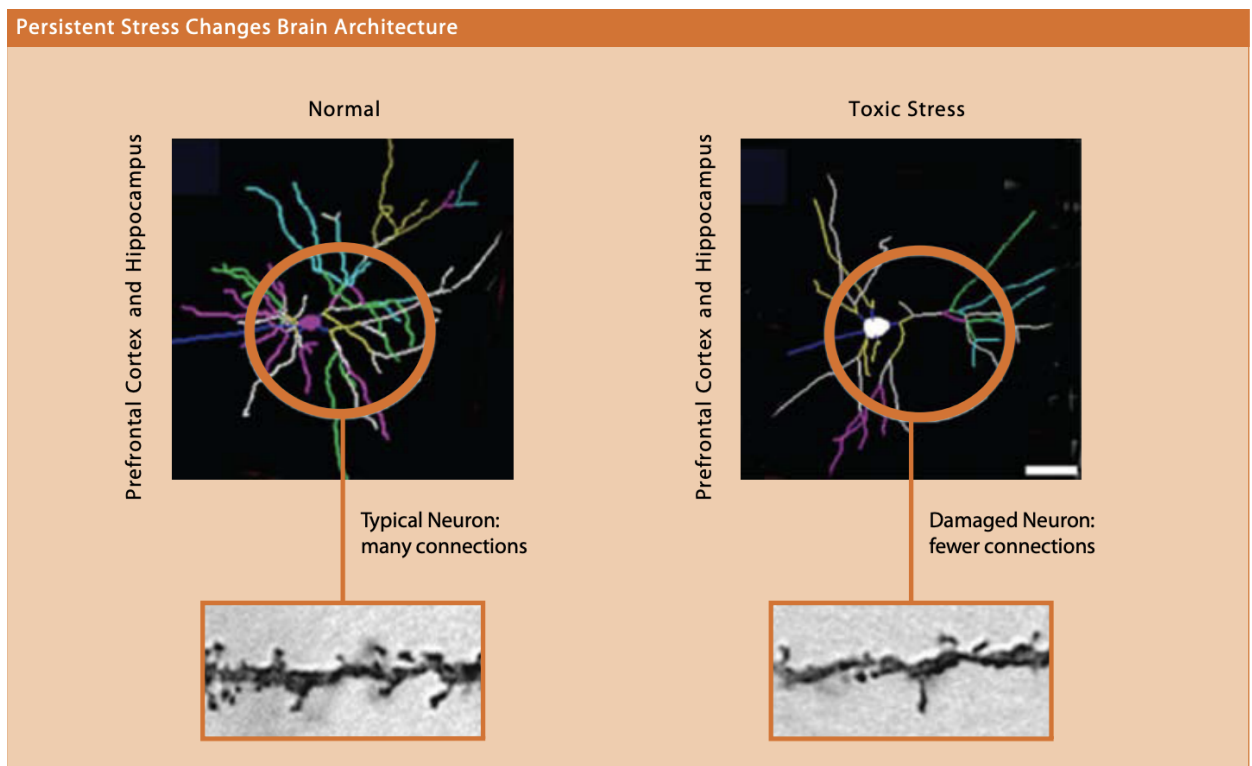 Persistent Stress Changes Brain Architecture
Normal
Toxic Stress
Prefrontal Cortex and Hippocampus
Prefrontal Cortex and Hippocampus
Typical Neuron:
many connections
Damaged Neuron:
fewer connections